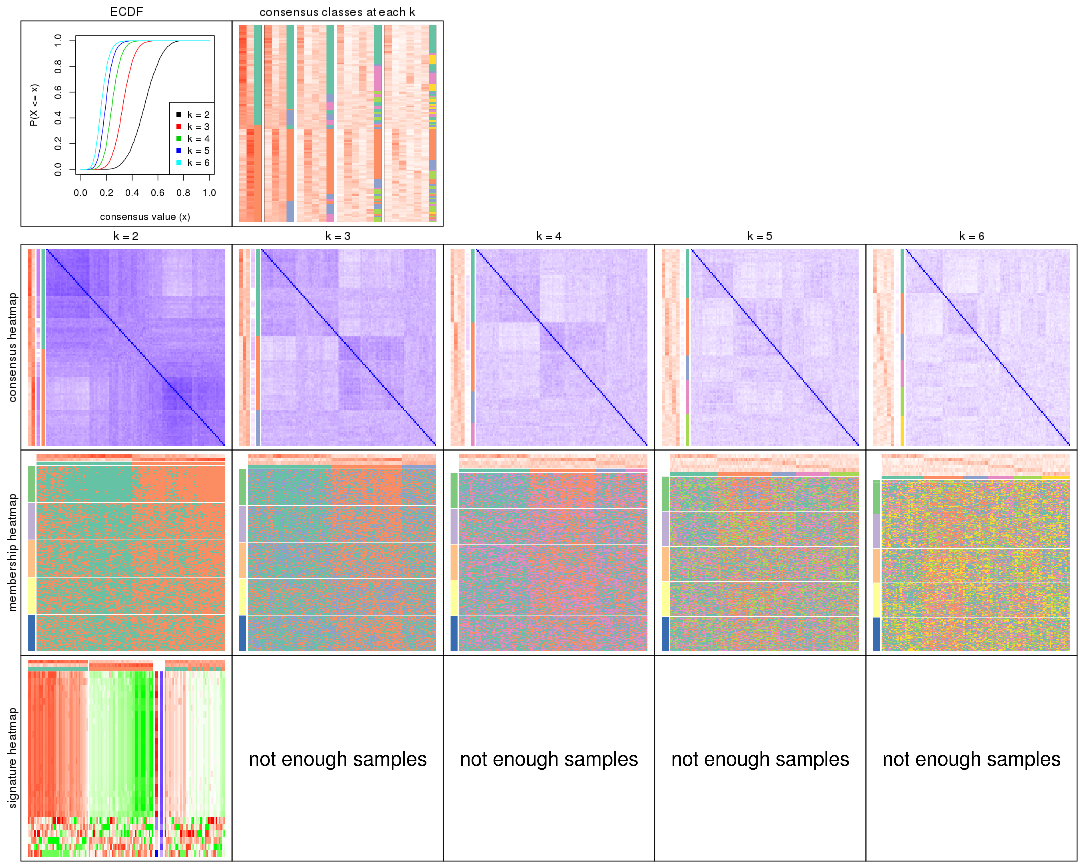 ECDF
consensus classes at each k
P(X <= x)
0.0 0.2 0.4 0.6 0.8 1.0
k = 2
k = 3
k = 4
k = 5
k = 6
0.0 0.2 0.4 0.6 0.8 1.0
consensus value (x)
k = 2 k = 3 k = 4 k = 5 k = 6
consensus heatmap
membership heatmap
signature heatmap
not enough samples not enough samples not enough samples not enough samples